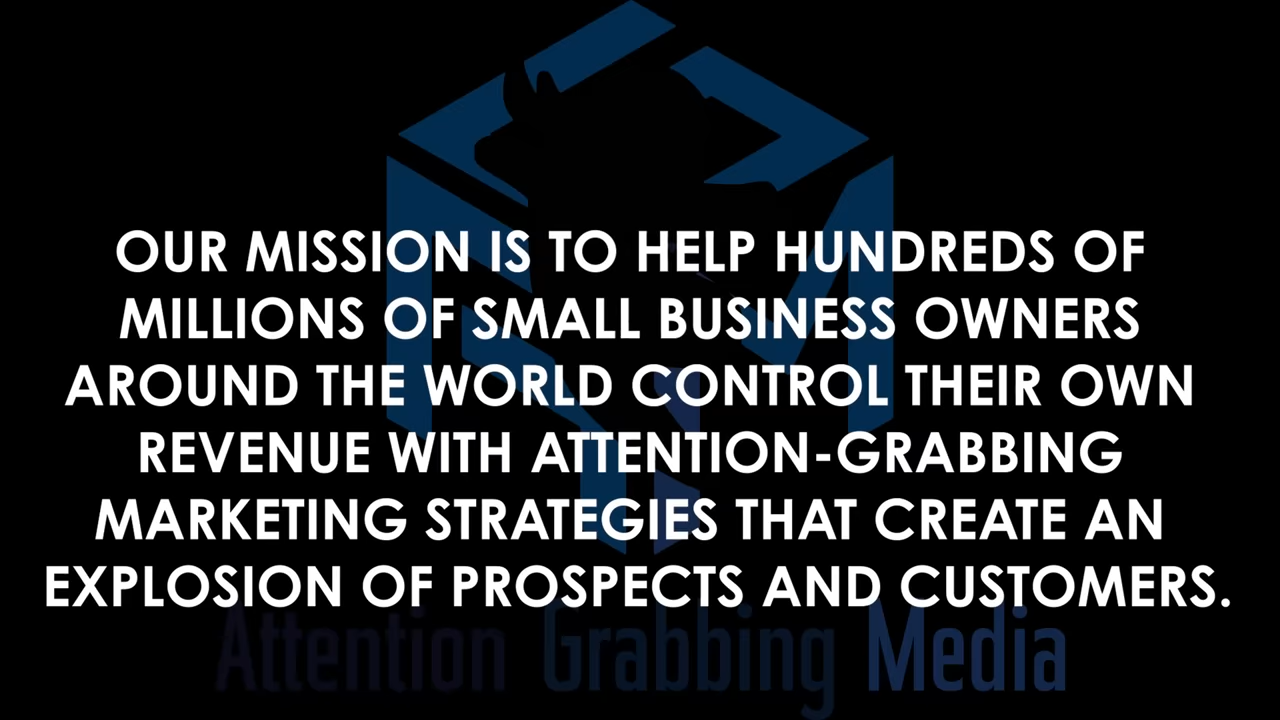 OUR MISSION IS TO HELP HUNDREDS OF
MILLIONS OF SMALL BUSINESS OWNERS
AROUND THE WORLD CONTROL THEIR OWN
REVENUE WITH ATTENTION-GRABBING
MARKETING STRATEGIES THAT CREATE AN
EXPLOSION OF PROSPECTS AND CUSTOMERS.
Attention Grabbing Media